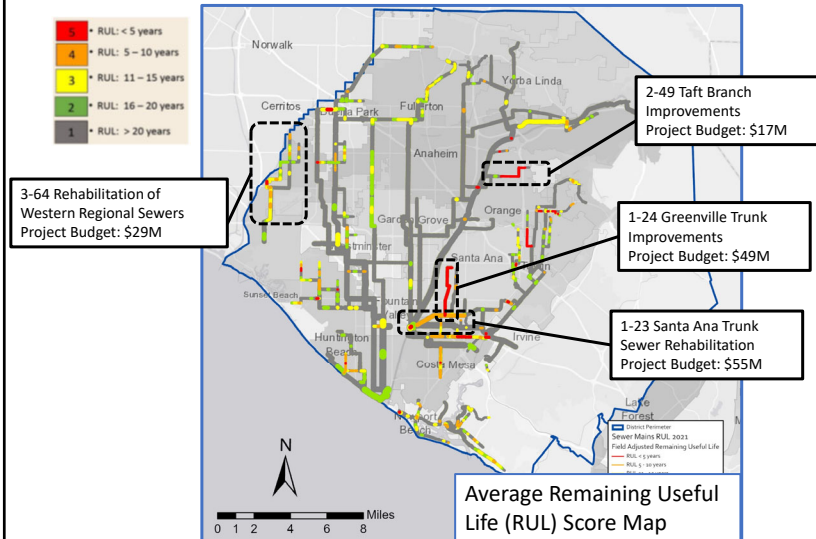 5 • RUL: < 5 years
4 • RUL: 5 – 10 years
3 • RUL: 11 – 15 years
2 • RUL: 16 – 20 years
1 • RUL: > 20 years
Norwalk
Cerritos
Park
Fullerton
Yorba Linda
Anaheim
Orange
Garden Grove
Santa Ana
Sunset Beach
Fountain
Valley
Huntington
Beach
Costa Mesa
Irvine
Beach
Lake
Forest
2-49 Taft Branch
Improvements
Project Budget: $17M
3-64 Rehabilitation of
Western Regional Sewers
Project Budget: $29M
1-24 Greenville Trunk
Improvements
Project Budget: $49M
1-23 Santa Ana Trunk
Sewer Rehabilitation
Project Budget: $55M
District Perimeter
Sewer Mains RUL 2021
Field Adjusted Remaining Useful Life
RUL < 5 years
RUL 5 - 10 years
N
Miles
0 1 2 4 6 8
Average Remaining Useful
Life (RUL) Score Map